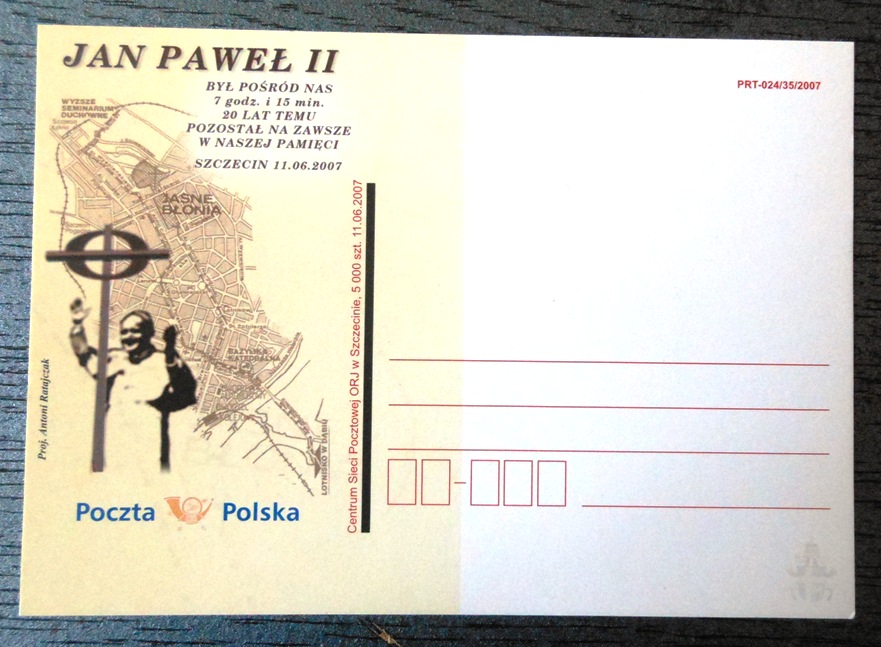 JAN PAWEŁ II
BYŁ POŚRÓD NAS
7 godz. i 15 min.
20 LAT TEMU
POZOSTAŁ NA ZAWSZE
W NASZEJ PAMIĘCI
SZCZECIN 11.06.2007
PRT-024/35/2007
WYŻSZE
SEMINARIUM
DUCHOWNE
JASNE
BŁONIA
BAZYLIKA
KATEDRALNA
LOTNISKO W DĄBIU
Proj. Antoni Ratajczak
Poczta Polska
Centrum Sieci Pocztowej ORJ w Szczecinie, 5 000 szt. 11.06.2007